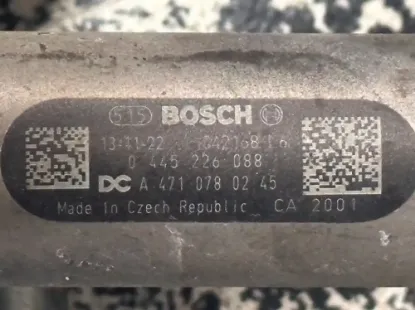 515 BOSCH
13-11-22
0 445 226 088
DC A 471 078 02 45
Made in Czech Republic CA 2001